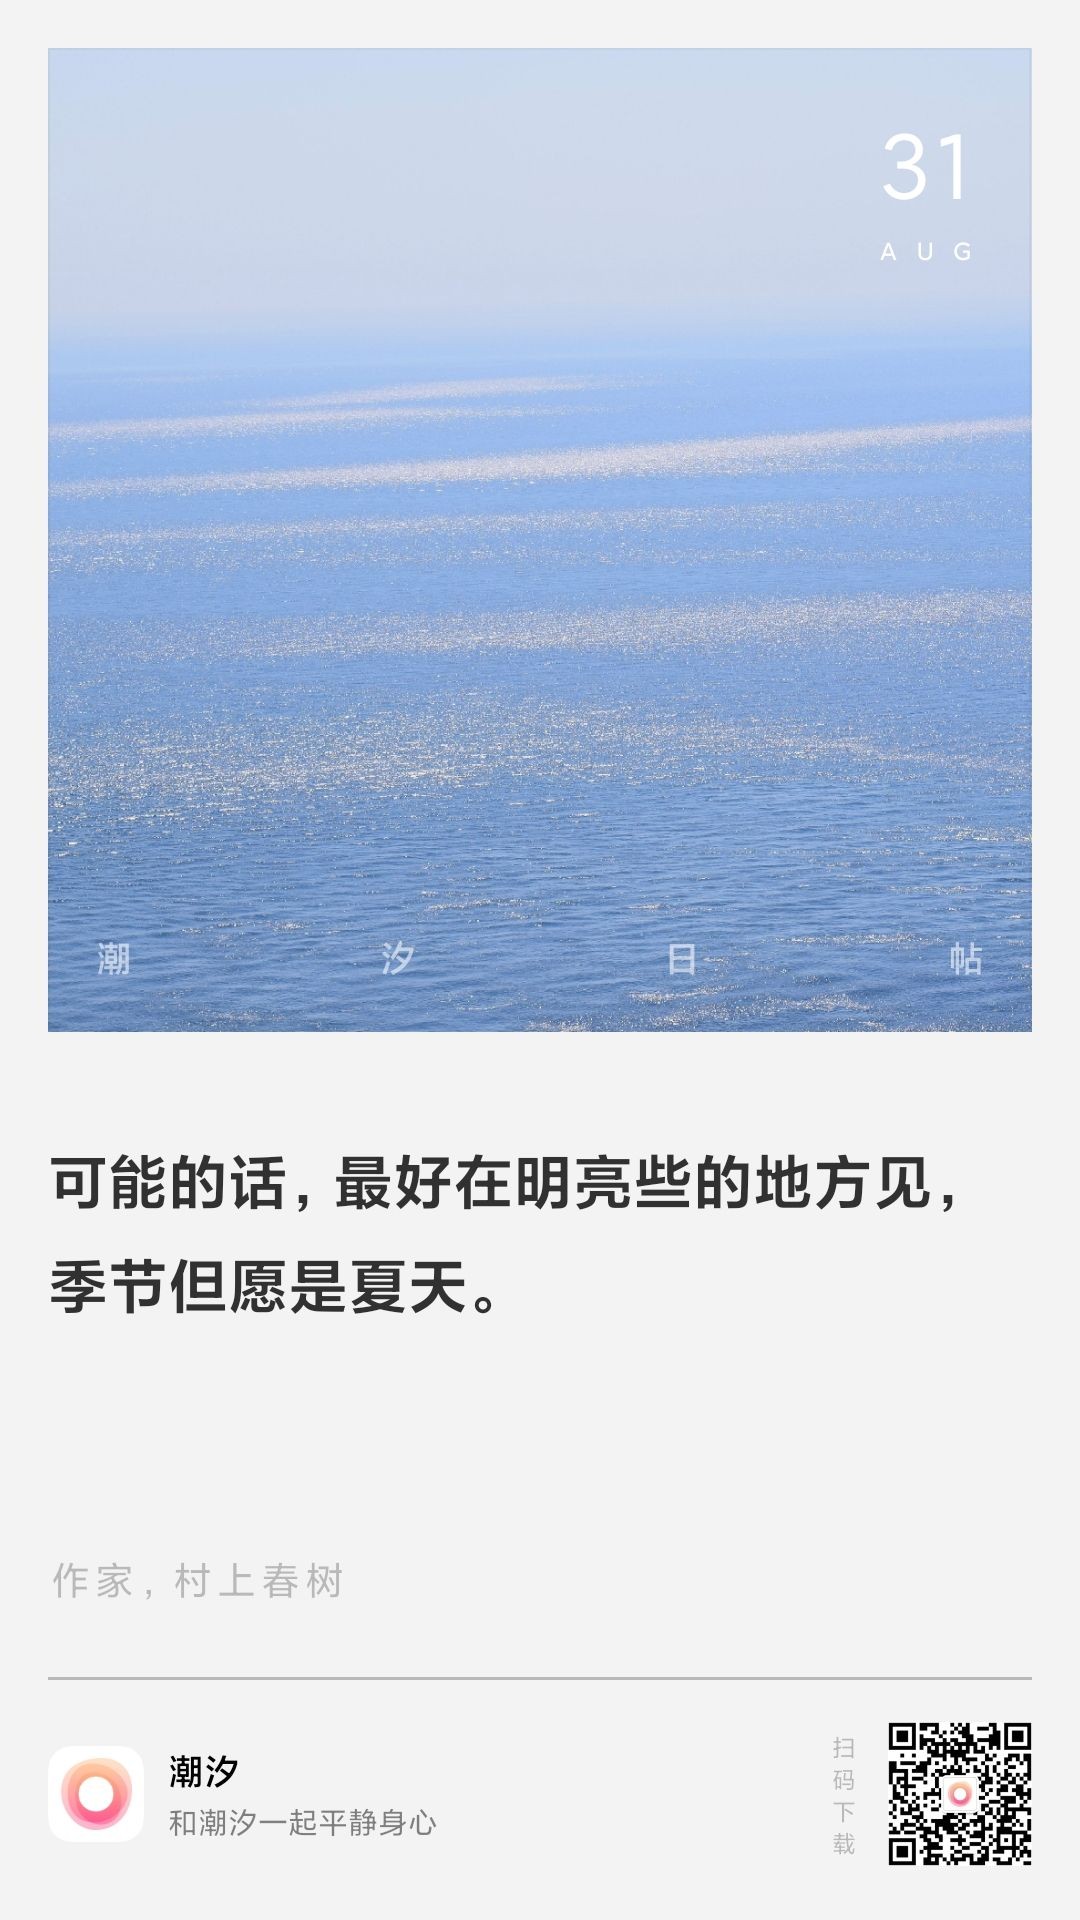 31
AUG
潮汐日帖
可能的话，最好在明亮些的地方见，
季节但愿是夏天。
作家，村上春树
潮汐
和潮汐一起平静身心
扫码下载